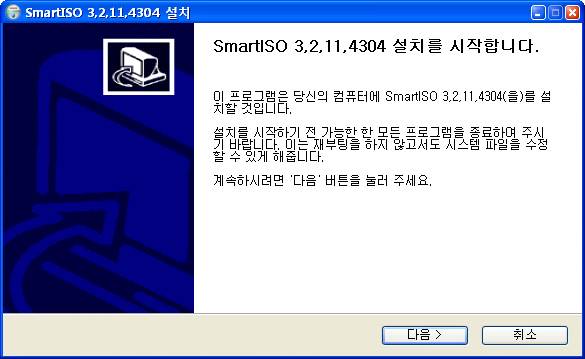 SmartISO 3,2,11,4304 설치
SmartISO 3,2,11,4304 설치를 시작합니다.
이 프로그램은 당신의 컴퓨터에 SmartISO 3,2,11,4304(을)를 설
치할 것입니다.
설치를 시작하기 전 가능한 한 모든 프로그램을 종료하여 주시
기 바랍니다. 이는 재부팅을 하지 않고서도 시스템 파일을 수정
할 수 있게 해줍니다.
계속하시려면 '다음' 버튼을 눌러 주세요.
다음 >
취소